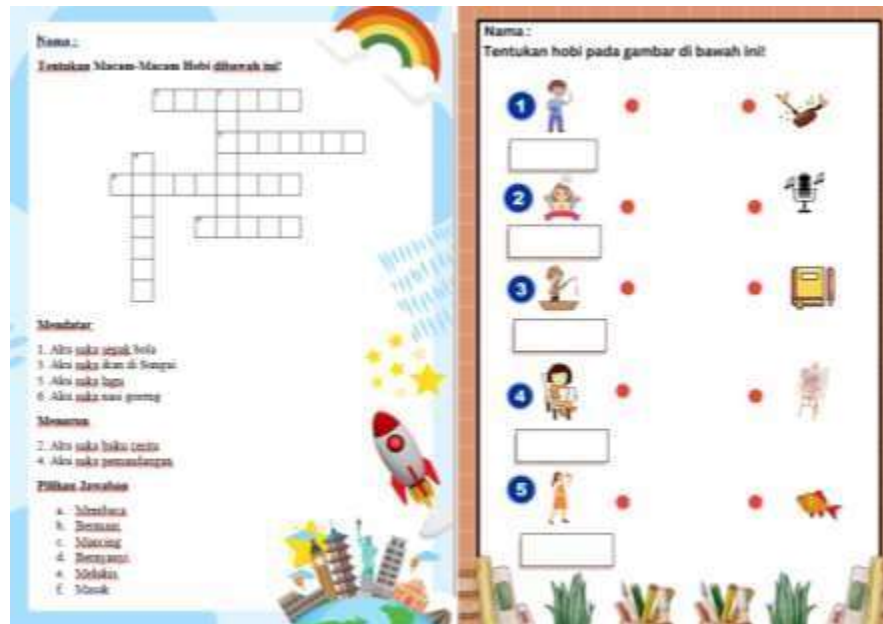 Nama :
Tentukan Macam-Macam Hobi dibawah ini!
Mendatar
1. Aku suka sepak bola
3. Aku suka ikan di Sungai
5. Aku suka lagu
6. Aku suka nasi goreng
Menurun
2. Aku suka buku cerita
4. Aku suka pemandangan
Pilihan Jawaban
a. Membaca
b. Bermain
c. Mancing
d. Bernyanyi
e. Melukis
f. Masak
Nama :
Tentukan hobi pada gambar di bawah ini!
1
2
3
4
5